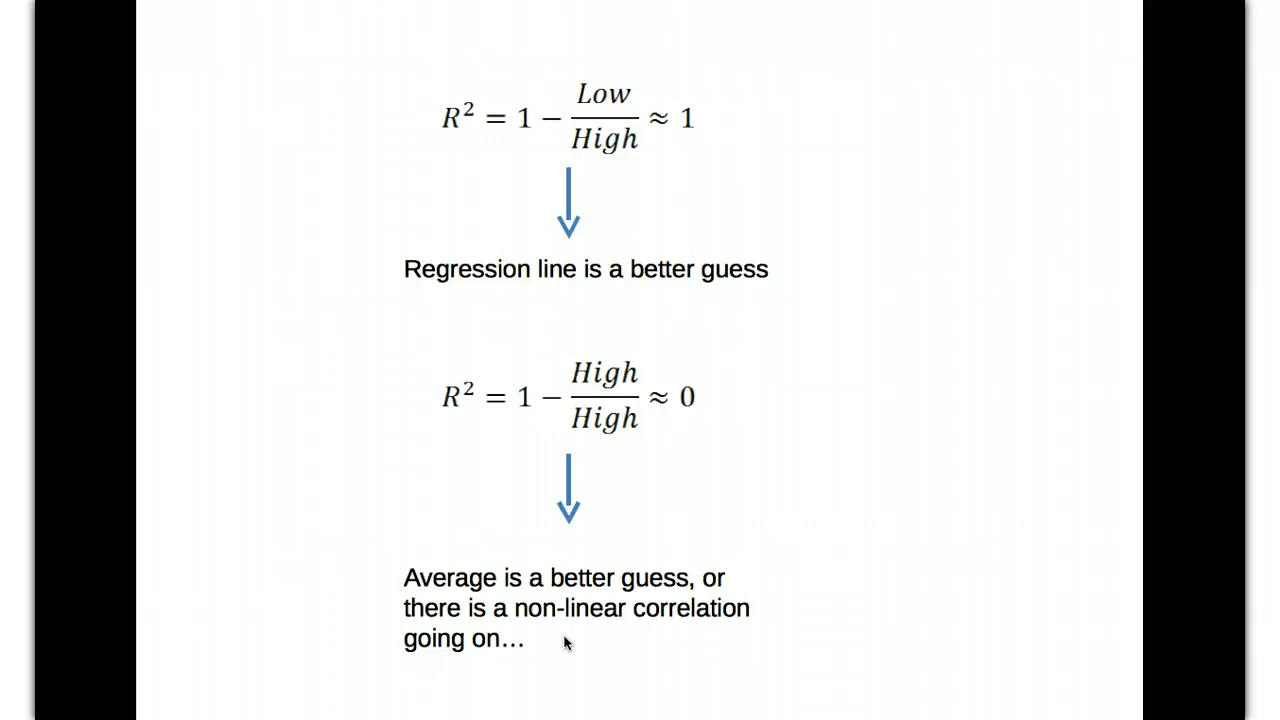 R² = 1 − Low/High ≈ 1
Regression line is a better guess
R² = 1 − High/High ≈ 0
Average is a better guess, or
there is a non-linear correlation
going on…